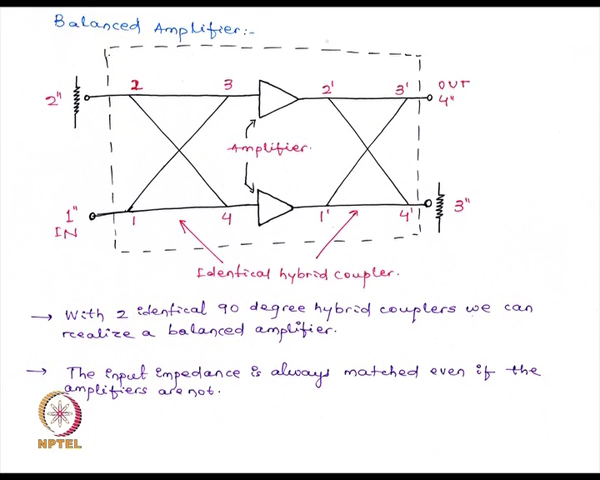 Balanced Amplifier:-
2 3 2' 3' OUT
2" 4"
Amplifier.
1" 1 4 1' 4' 3"
IN
Identical hybrid coupler.
→ With 2 identical 90 degree hybrid couplers we can
realize a balanced amplifier.
→ The input impedance is always matched even if the
amplifiers are not.
NPTEL